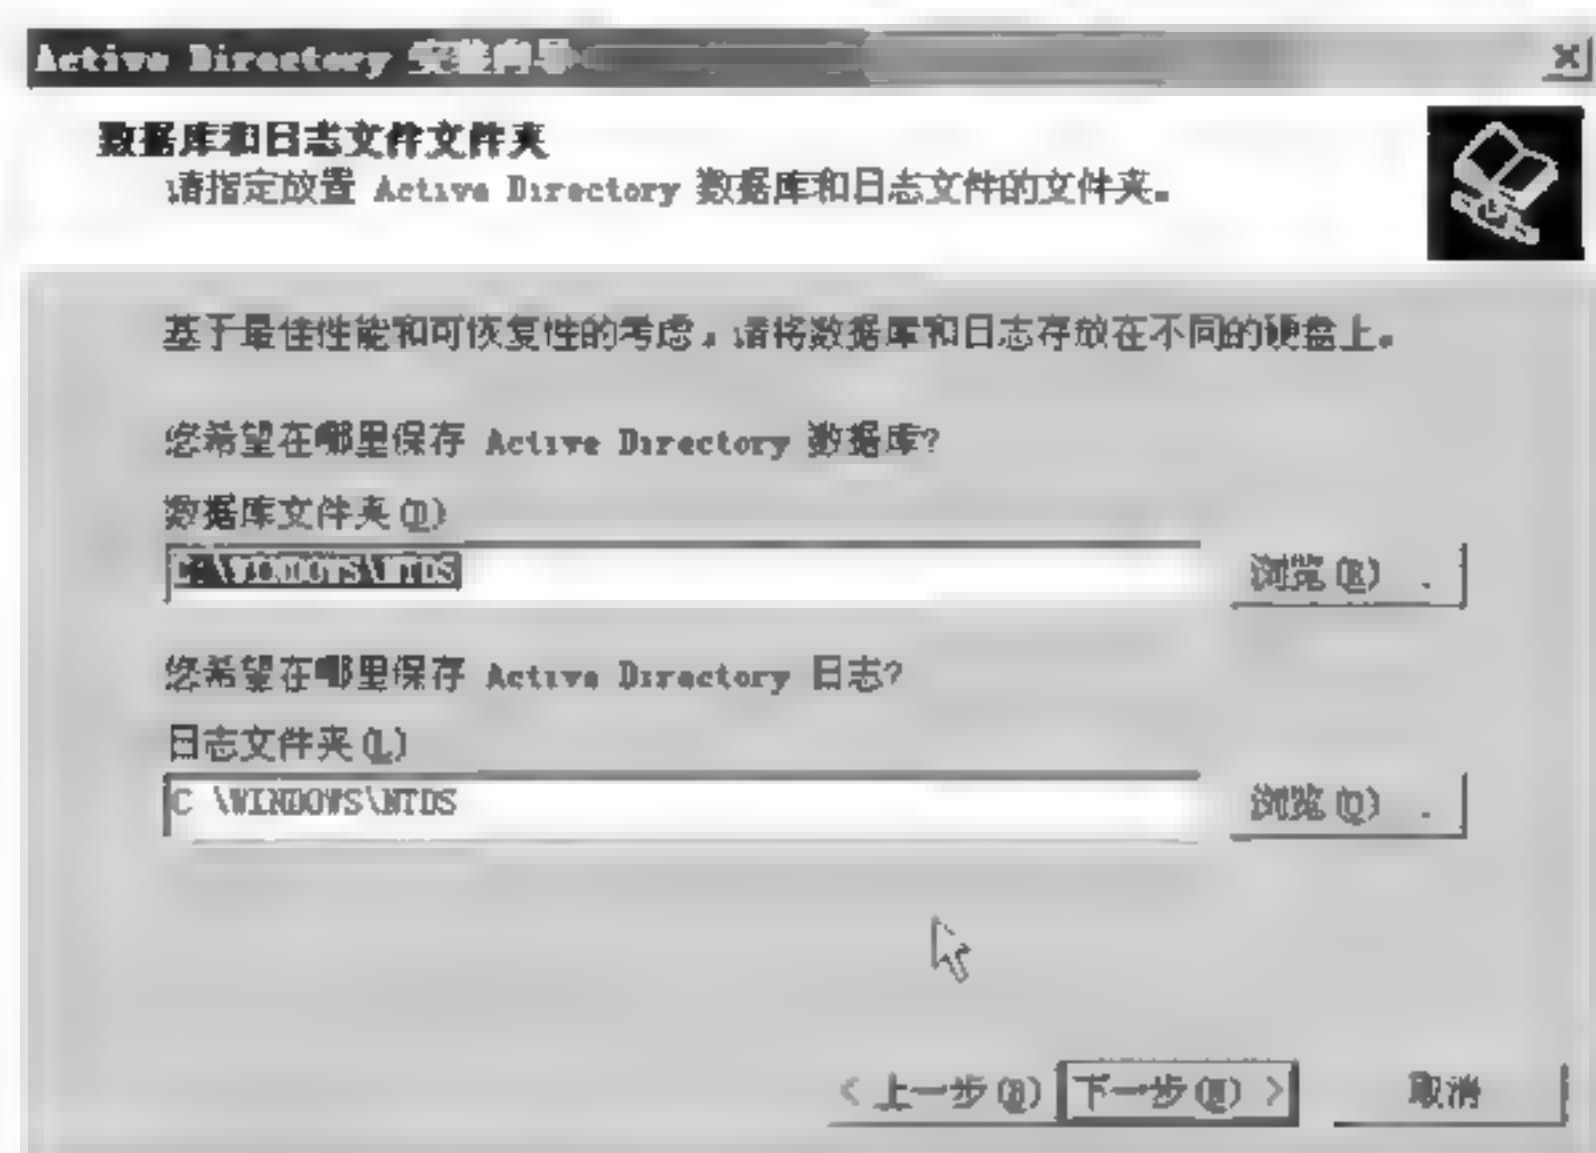 Active Directory 安装向导
数据库和日志文件文件夹
请指定放置 Active Directory 数据库和日志文件的文件夹。
基于最佳性能和可恢复性的考虑，请将数据库和日志存放在不同的硬盘上。
您希望在哪里保存 Active Directory 数据库?
数据库文件夹(D)
C:\WINDOWS\NTDS 浏览(R)
您希望在哪里保存 Active Directory 日志?
日志文件夹(L)
C:\WINDOWS\NTDS 浏览(O)
< 上一步(B) 下一步(N) > 取消